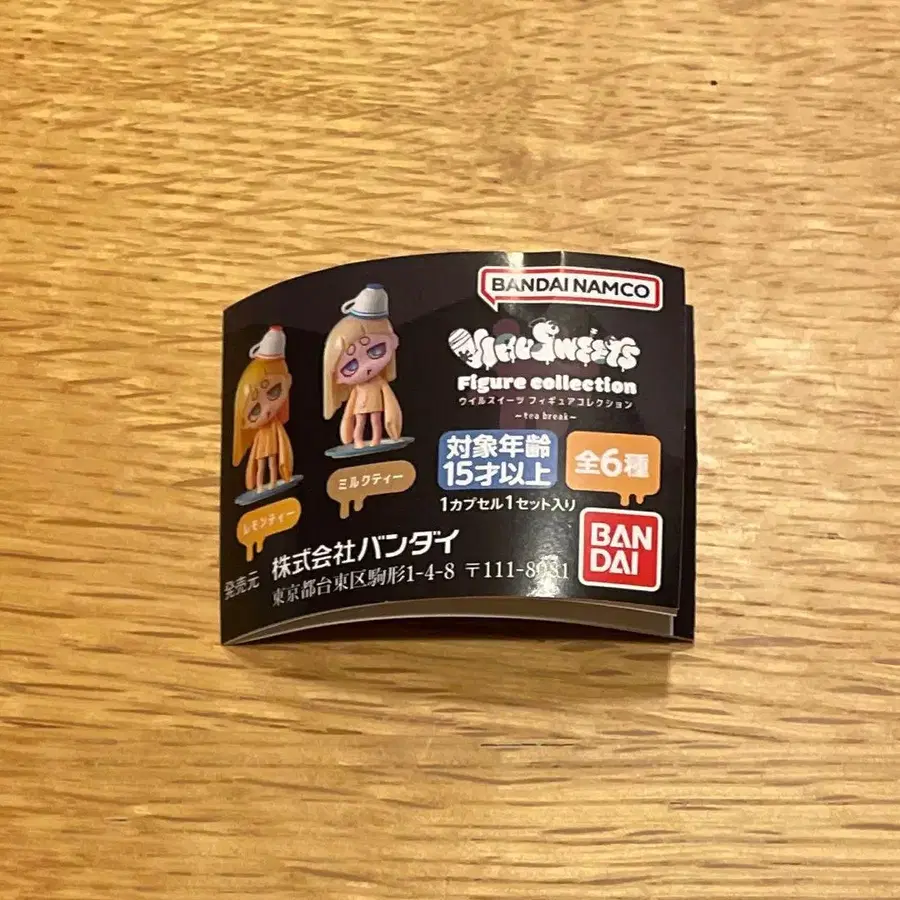 BANDAI NAMCO
VIRUSWEETS
Figure collection
ウイルスイーツ フィギュアコレクション
~tea break~
対象年齢
15才以上
全6種
1カプセル1セット入り
ミルクティー
レモンティー
BAN
DAI
発売元
株式会社バンダイ
東京都台東区駒形1-4-8 〒111-8081